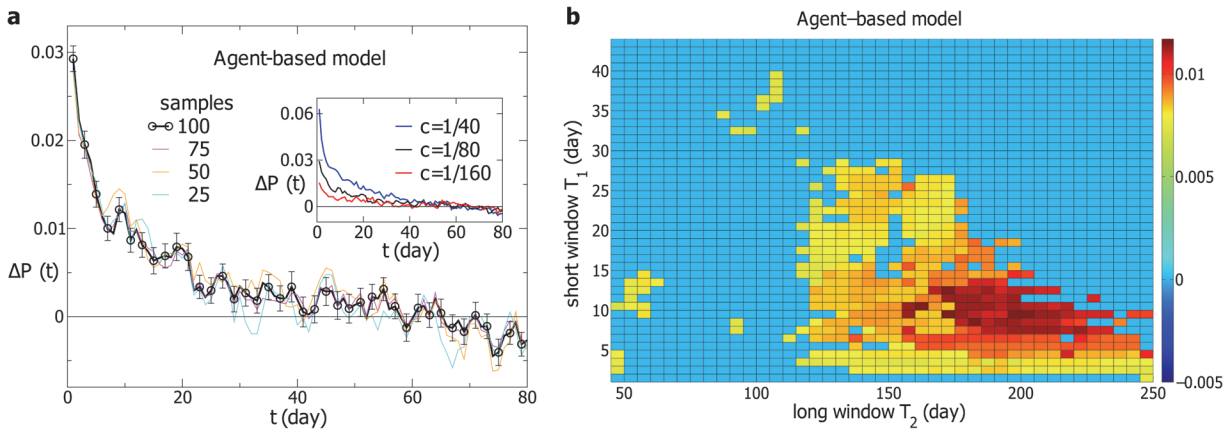 a
Agent-based model
0.03
0.02
0.01
0
ΔP (t)
samples
100
75
50
25
0.06
0.03
0
ΔP (t)
c=1/40
c=1/80
c=1/160
0 20 40 60 80
t (day)
0 20 40 60 80
t (day)
b
Agent–based model
40
35
30
25
20
15
10
5
short window T1 (day)
50 100 150 200 250
long window T2 (day)
0.01
0.005
0
−0.005